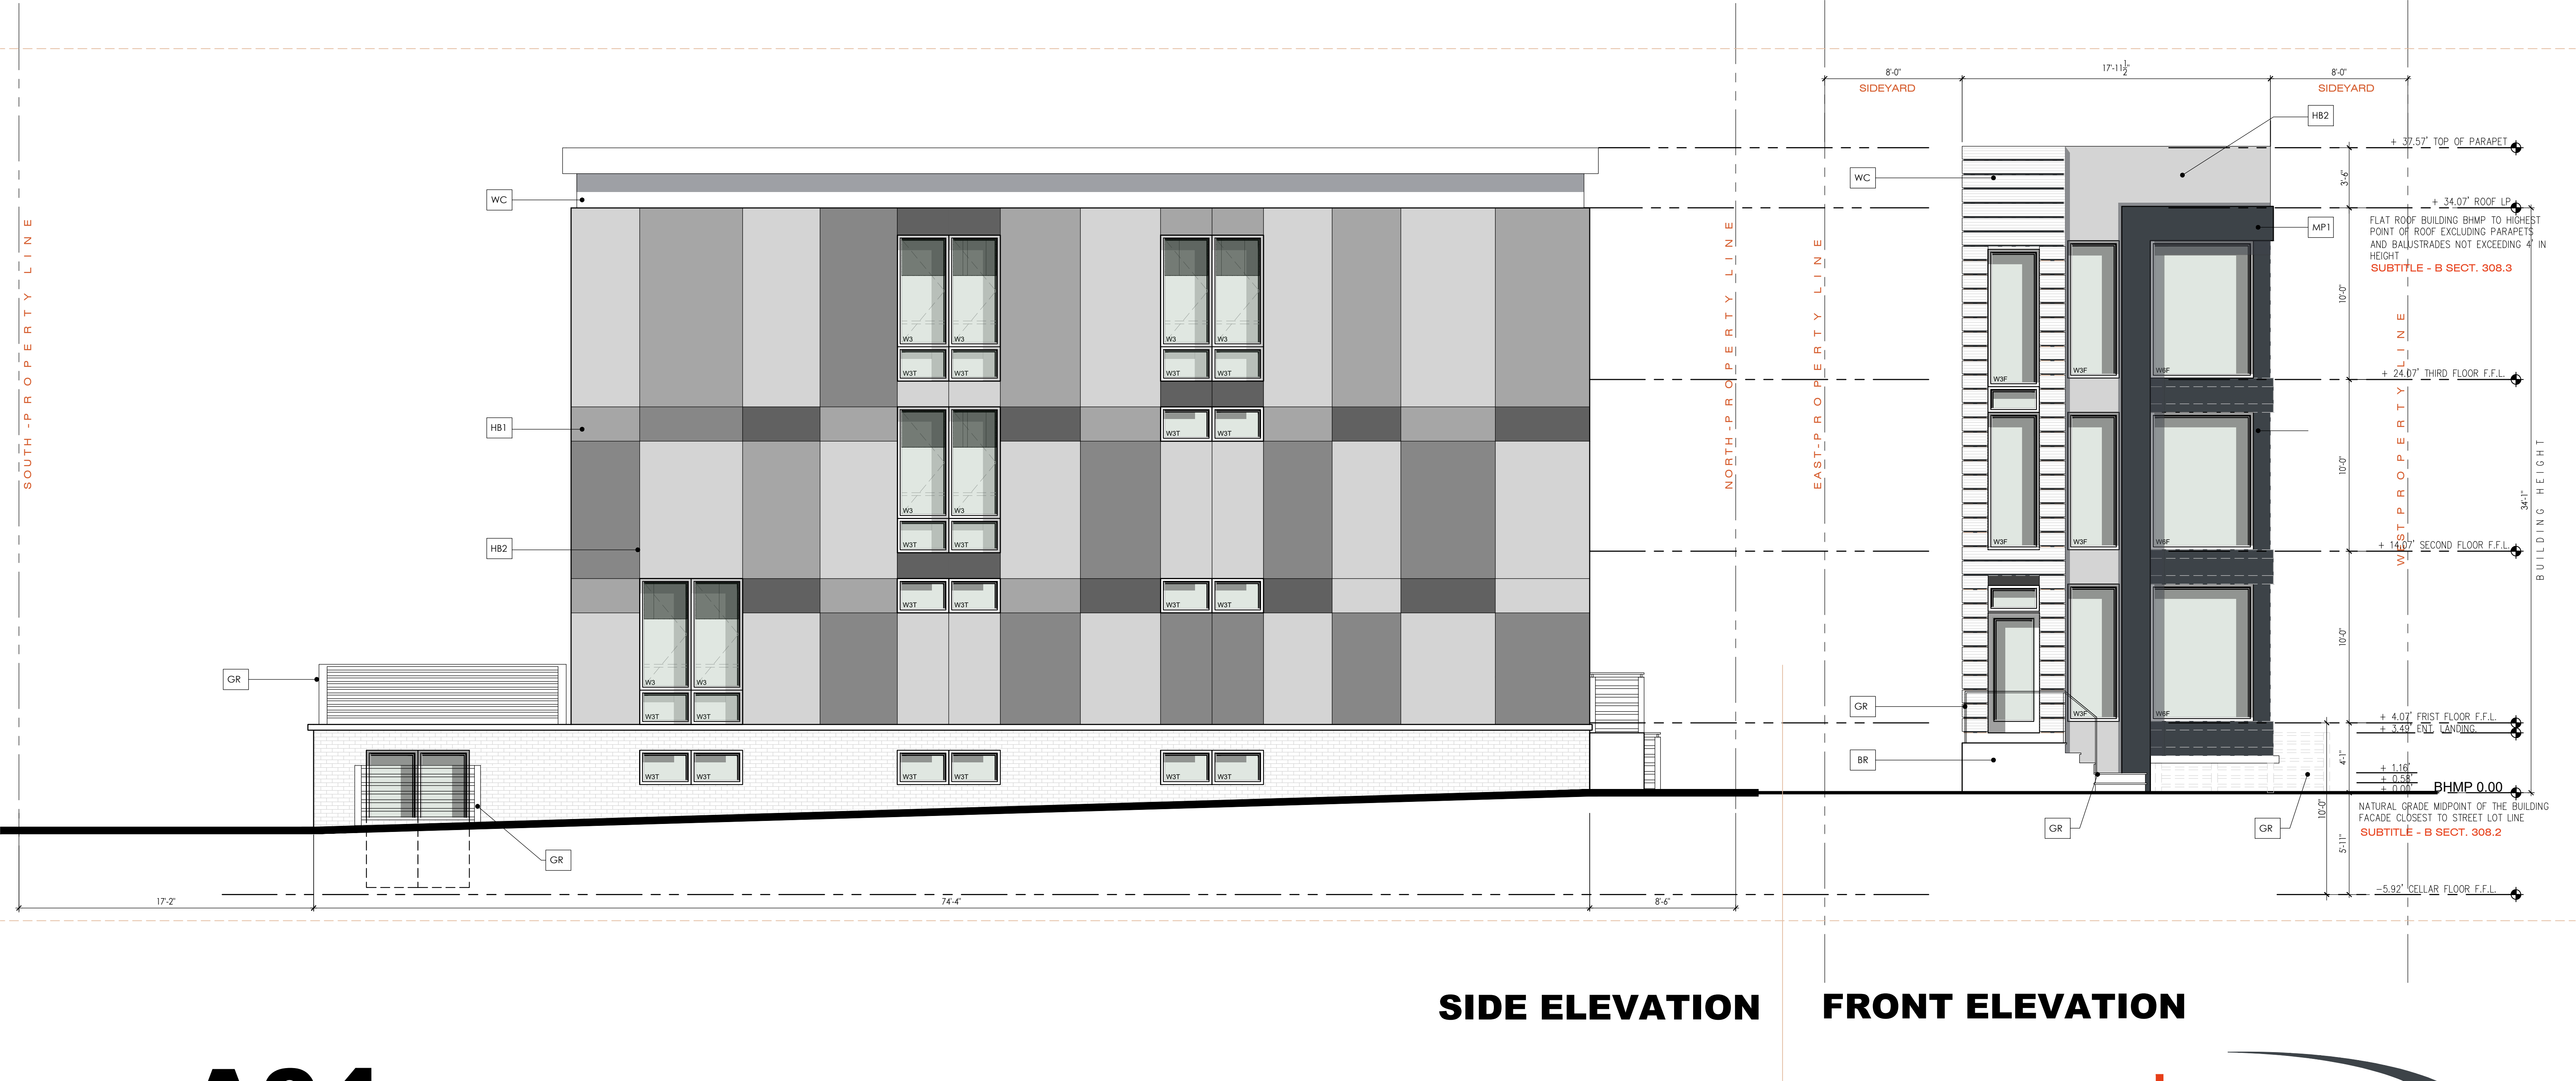 8'-0"
17'-11 1/2"
8'-0"
SIDEYARD
SIDEYARD
HB2
+ 37.57' TOP OF PARAPET
WC
WC
3'-6"
+ 34.07' ROOF LP
FLAT ROOF BUILDING BHMP TO HIGHEST
POINT OF ROOF EXCLUDING PARAPETS
AND BALUSTRADES NOT EXCEEDING 4' IN
HEIGHT
SUBTITLE - B SECT. 308.3
MP1
SOUTH -PROPERTY LINE
NORTH -PROPERTY LINE
EAST-PROPERTY LINE
WEST PROPERTY LINE
10'-0"
W3 W3 W3 W3
W3T W3T W3T W3T
W3F W3F W6F
+ 24.07' THIRD FLOOR F.F.L.
HB1
W3T W3T
10'-0"
BUILDING HEIGHT
34'-1"
W3 W3
W3T W3T
W3F W3F W6F
HB2
+ 14.07' SECOND FLOOR F.F.L.
W3T W3T W3T W3T
10'-0"
GR
W3 W3
W3T W3T
GR
W3F W6F
+ 4.07' FRIST FLOOR F.F.L.
+ 3.49' ENT. LANDING.
BR
4'-1"
W3T W3T W3T W3T W3T W3T
+ 1.16'
+ 0.58'
+ 0.00'
BHMP 0.00
NATURAL GRADE MIDPOINT OF THE BUILDING
FACADE CLOSEST TO STREET LOT LINE
SUBTITLE - B SECT. 308.2
10'-0"
5'-11"
GR
GR
GR
-5.92' CELLAR FLOOR F.F.L.
17'-2"
74'-4"
8'-6"
SIDE ELEVATION
FRONT ELEVATION